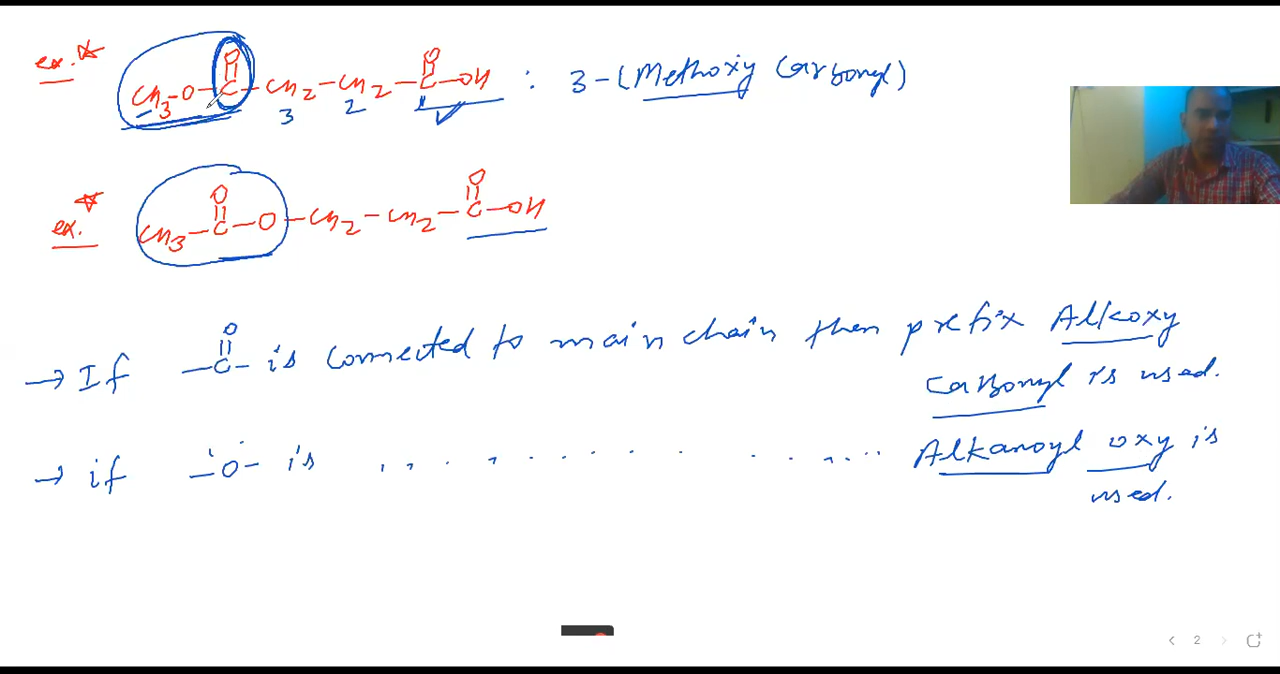 ex.
O
CH3-O-C-CH2-CH2-C-OH : 3-(Methoxy Carbonyl)
3 2 1
ex.
O
CH3-C-O-CH2-CH2-C-OH
→ If -C- is connected to main chain then prefix Alkoxy
O
Carbonyl is used.
→ if -O- is .............. Alkanoyl oxy is
used.
2